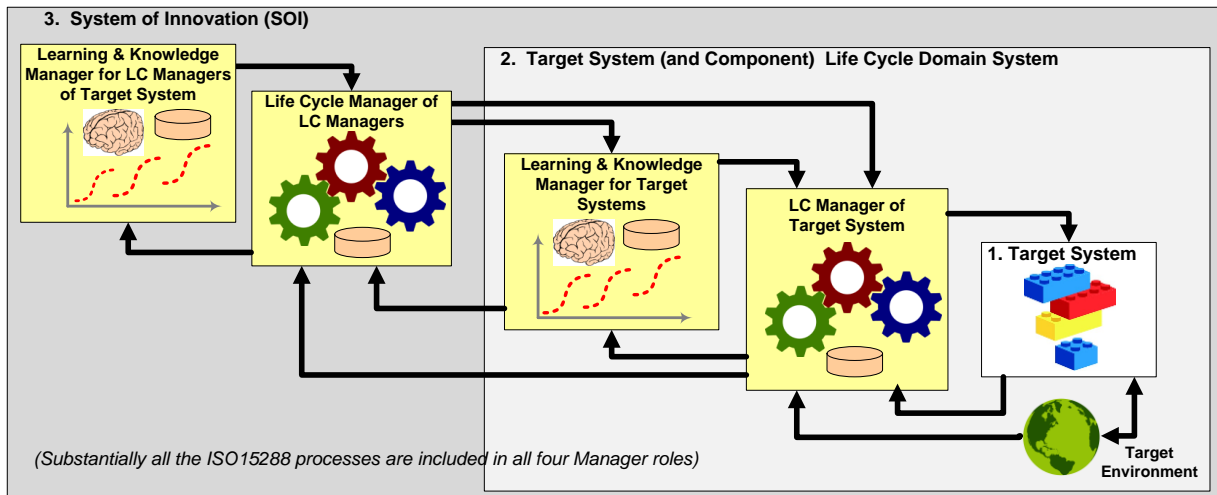 3. System of Innovation (SOI)
Learning & Knowledge
Manager for LC Managers
of Target System
2. Target System (and Component) Life Cycle Domain System
Life Cycle Manager of
LC Managers
Learning & Knowledge
Manager for Target
Systems
LC Manager of
Target System
1. Target System
(Substantially all the ISO15288 processes are included in all four Manager roles)
Target
Environment